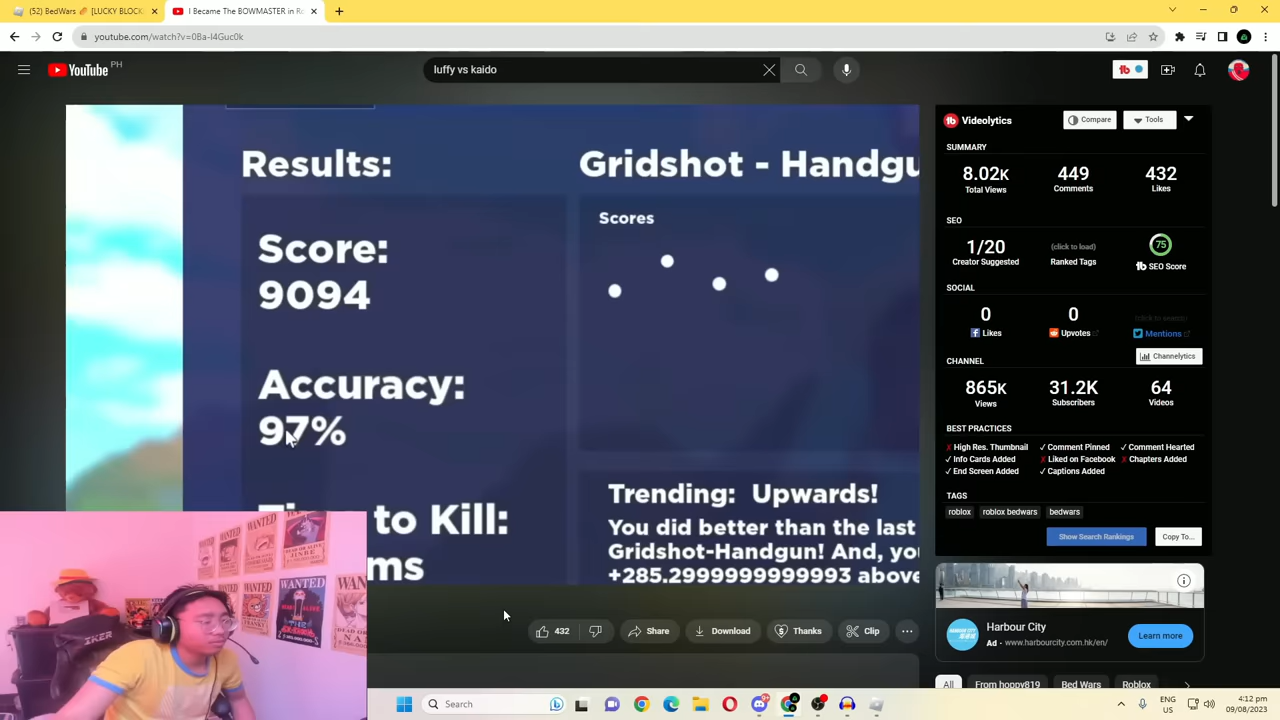 (52) BedWars
LUCKY BLOCK
I Became The BOWMASTER in Ro
youtube.com/watch?v=0Ba-I4Guc0k
YouTube PH
luffy vs kaido
Results:
Gridshot - Handgu
Score:
9094
Scores
Accuracy:
97%
to Kill:
ms
Trending: Upwards!
You did better than the last
Gridshot-Handgun! And, yo
+285.2999999999993 above
WANTED
WANTED
432
Share
Download
Thanks
Clip
Videolytics
Compare
Tools
SUMMARY
8.02K 449 432
Total Views Comments Likes
SEO
1/20 (click to load) 75
Creator Suggested Ranked Tags tb SEO Score
SOCIAL
0 0
Likes Upvotes Mentions
Channelytics
CHANNEL
865K 31.2K 64
Views Subscribers Videos
BEST PRACTICES
✗ High Res. Thumbnail ✓ Comment Pinned ✓ Comment Hearted
✓ Info Cards Added ✗ Liked on Facebook ✗ Chapters Added
✓ End Screen Added ✓ Captions Added
TAGS
roblox roblox bedwars bedwars
Show Search Rankings Copy To...
Harbour City
Ad · www.harbourcity.com.hk/en/
Learn more
All From hoppy819 Bed Wars Roblox
Search
ENG
US
4:12 pm
09/08/2023